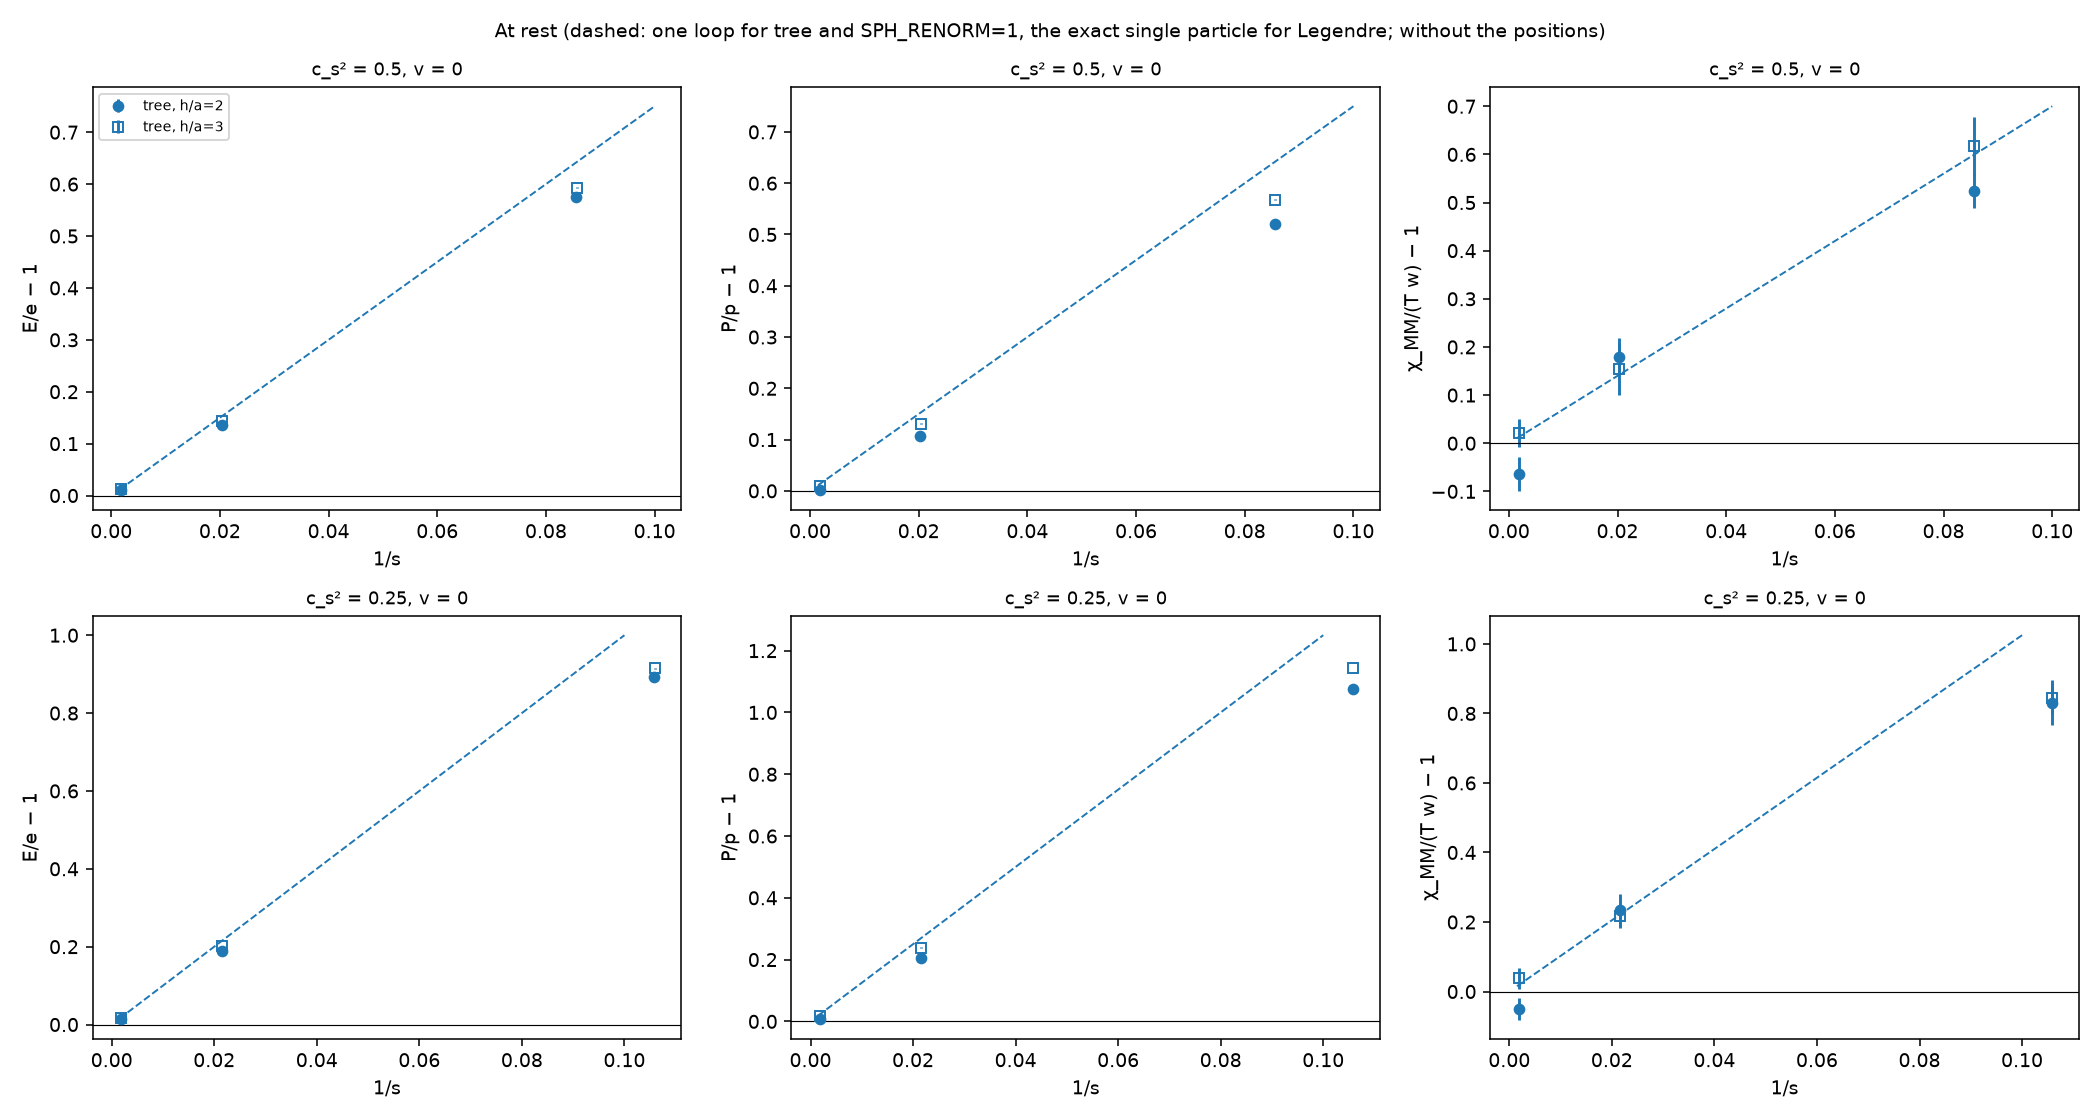 At rest (dashed: one loop for tree and SPH_RENORM=1, the exact single particle for Legendre; without the positions)
c_s² = 0.5, v = 0
tree, h/a=2
tree, h/a=3
E/e − 1
0.7
0.6
0.5
0.4
0.3
0.2
0.1
0.0
0.00 0.02 0.04 0.06 0.08 0.10
1/s
c_s² = 0.5, v = 0
P/p − 1
0.7
0.6
0.5
0.4
0.3
0.2
0.1
0.0
0.00 0.02 0.04 0.06 0.08 0.10
1/s
c_s² = 0.5, v = 0
χ_MM/(T w) − 1
0.7
0.6
0.5
0.4
0.3
0.2
0.1
0.0
−0.1
0.00 0.02 0.04 0.06 0.08 0.10
1/s
c_s² = 0.25, v = 0
E/e − 1
1.0
0.8
0.6
0.4
0.2
0.0
0.00 0.02 0.04 0.06 0.08 0.10
1/s
c_s² = 0.25, v = 0
P/p − 1
1.2
1.0
0.8
0.6
0.4
0.2
0.0
0.00 0.02 0.04 0.06 0.08 0.10
1/s
c_s² = 0.25, v = 0
χ_MM/(T w) − 1
1.0
0.8
0.6
0.4
0.2
0.0
0.00 0.02 0.04 0.06 0.08 0.10
1/s